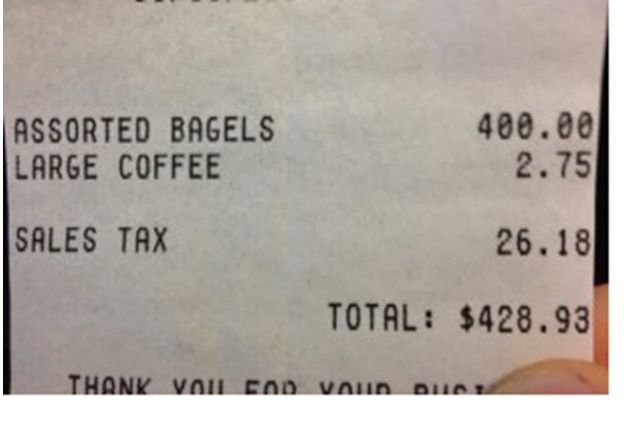 ASSORTED BAGELS 400.00
LARGE COFFEE 2.75
SALES TAX 26.18
TOTAL: $428.93
THANK YOU FOR YOUR